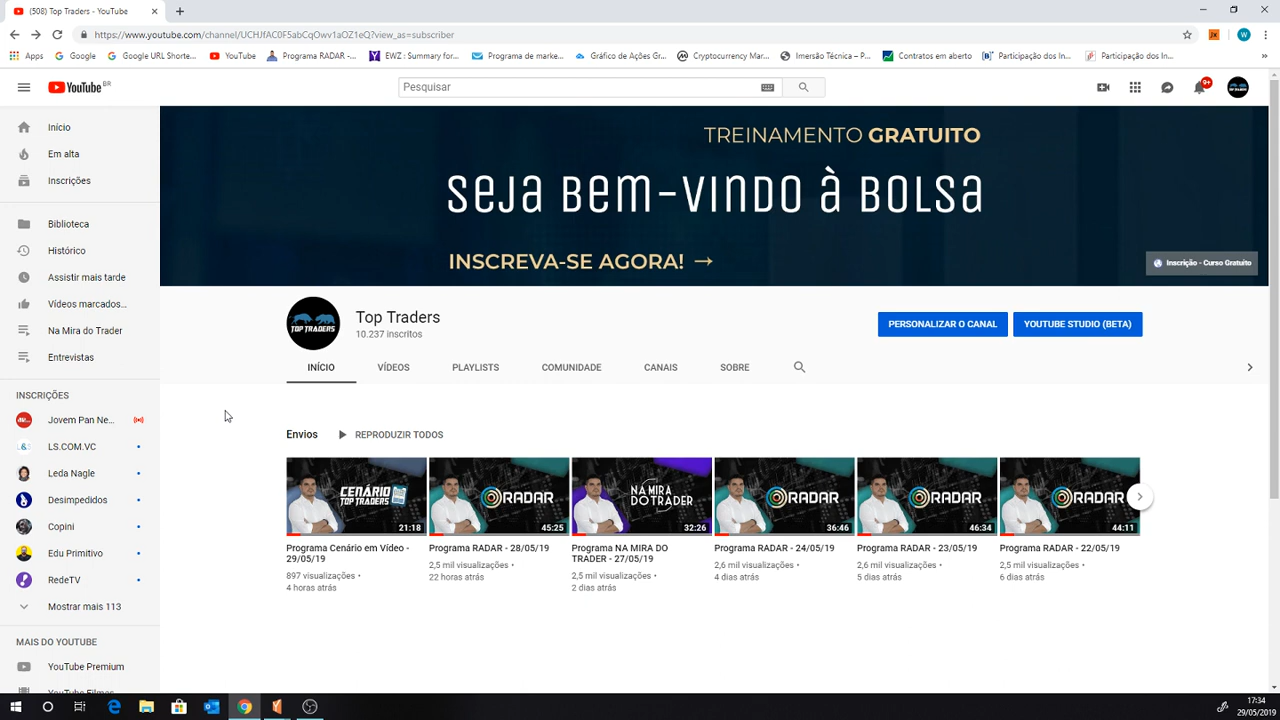 (508) Top Traders - YouTube
https://www.youtube.com/channel/UCHJfAC0F5abCqOwv1aOZ1eQ?view_as=subscriber
Apps Google Google URL Shorte... YouTube Programa RADAR -... EWZ : Summary for... Programa de marke... Gráfico de Ações Gr... Cryptocurrency Mar... Imersão Técnica – P... Contratos em aberto Participação dos In... Participação dos In... »
YouTube BR
Pesquisar
9+
W
Início
Em alta
Inscrições
Biblioteca
Histórico
Assistir mais tarde
Vídeos marcados...
Na Mira do Trader
Entrevistas
INSCRIÇÕES
Jovem Pan Ne...
LS.COM.VC
Leda Nagle
Desimpedidos
Copini
Edu Primitivo
RedeTV
Mostrar mais 113
MAIS DO YOUTUBE
YouTube Premium
YouTube Filmes
TREINAMENTO GRATUITO
SEJA BEM-VINDO À BOLSA
INSCREVA-SE AGORA! →
Inscrição - Curso Gratuito
TOP TRADERS
Top Traders
10.237 inscritos
PERSONALIZAR O CANAL YOUTUBE STUDIO (BETA)
INÍCIO VÍDEOS PLAYLISTS COMUNIDADE CANAIS SOBRE
Envios REPRODUZIR TODOS
CENÁRIO TOP TRADERS
21:18
Programa Cenário em Vídeo -
29/05/19
897 visualizações •
4 horas atrás
RADAR
45:25
Programa RADAR - 28/05/19
2,5 mil visualizações •
22 horas atrás
NA MIRA DO TRADER
32:26
Programa NA MIRA DO
TRADER - 27/05/19
2,5 mil visualizações •
2 dias atrás
RADAR
36:46
Programa RADAR - 24/05/19
2,6 mil visualizações •
4 dias atrás
RADAR
46:34
Programa RADAR - 23/05/19
2,6 mil visualizações •
5 dias atrás
RADAR
44:11
Programa RADAR - 22/05/19
2,5 mil visualizações •
6 dias atrás
17:34
29/05/2019